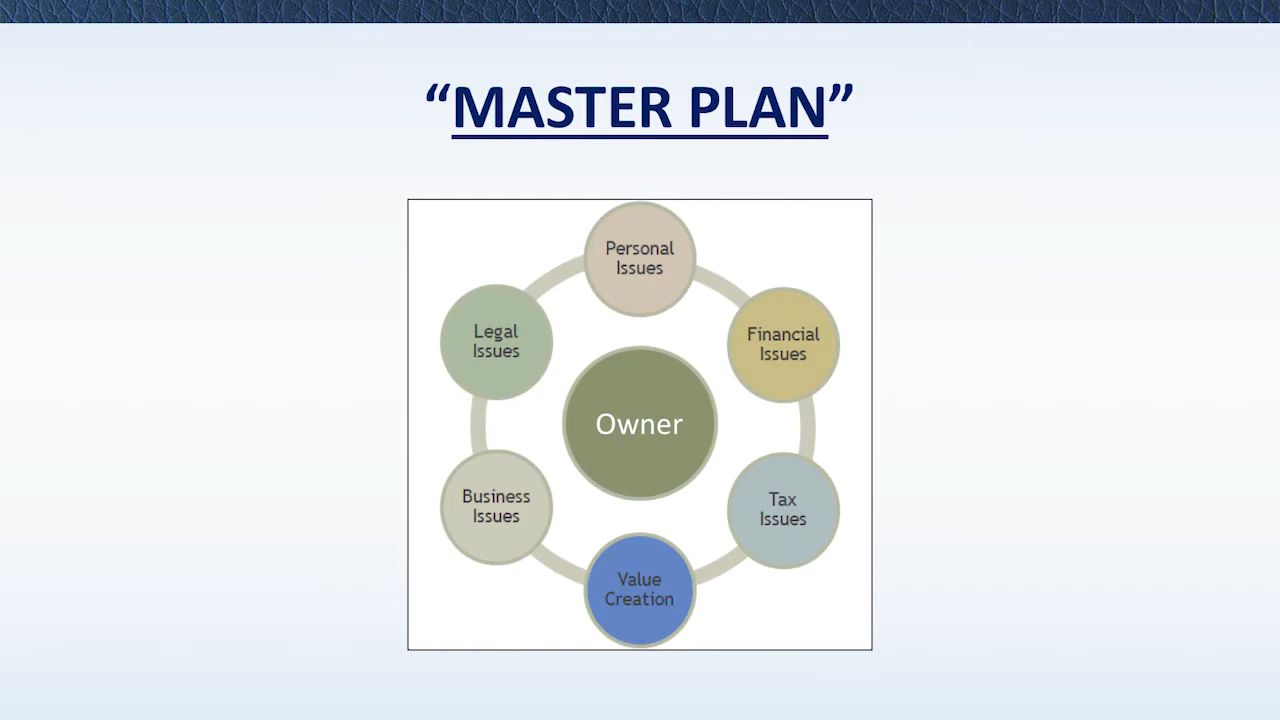 “MASTER PLAN”
Personal
Issues
Legal
Issues
Financial
Issues
Owner
Business
Issues
Tax
Issues
Value
Creation